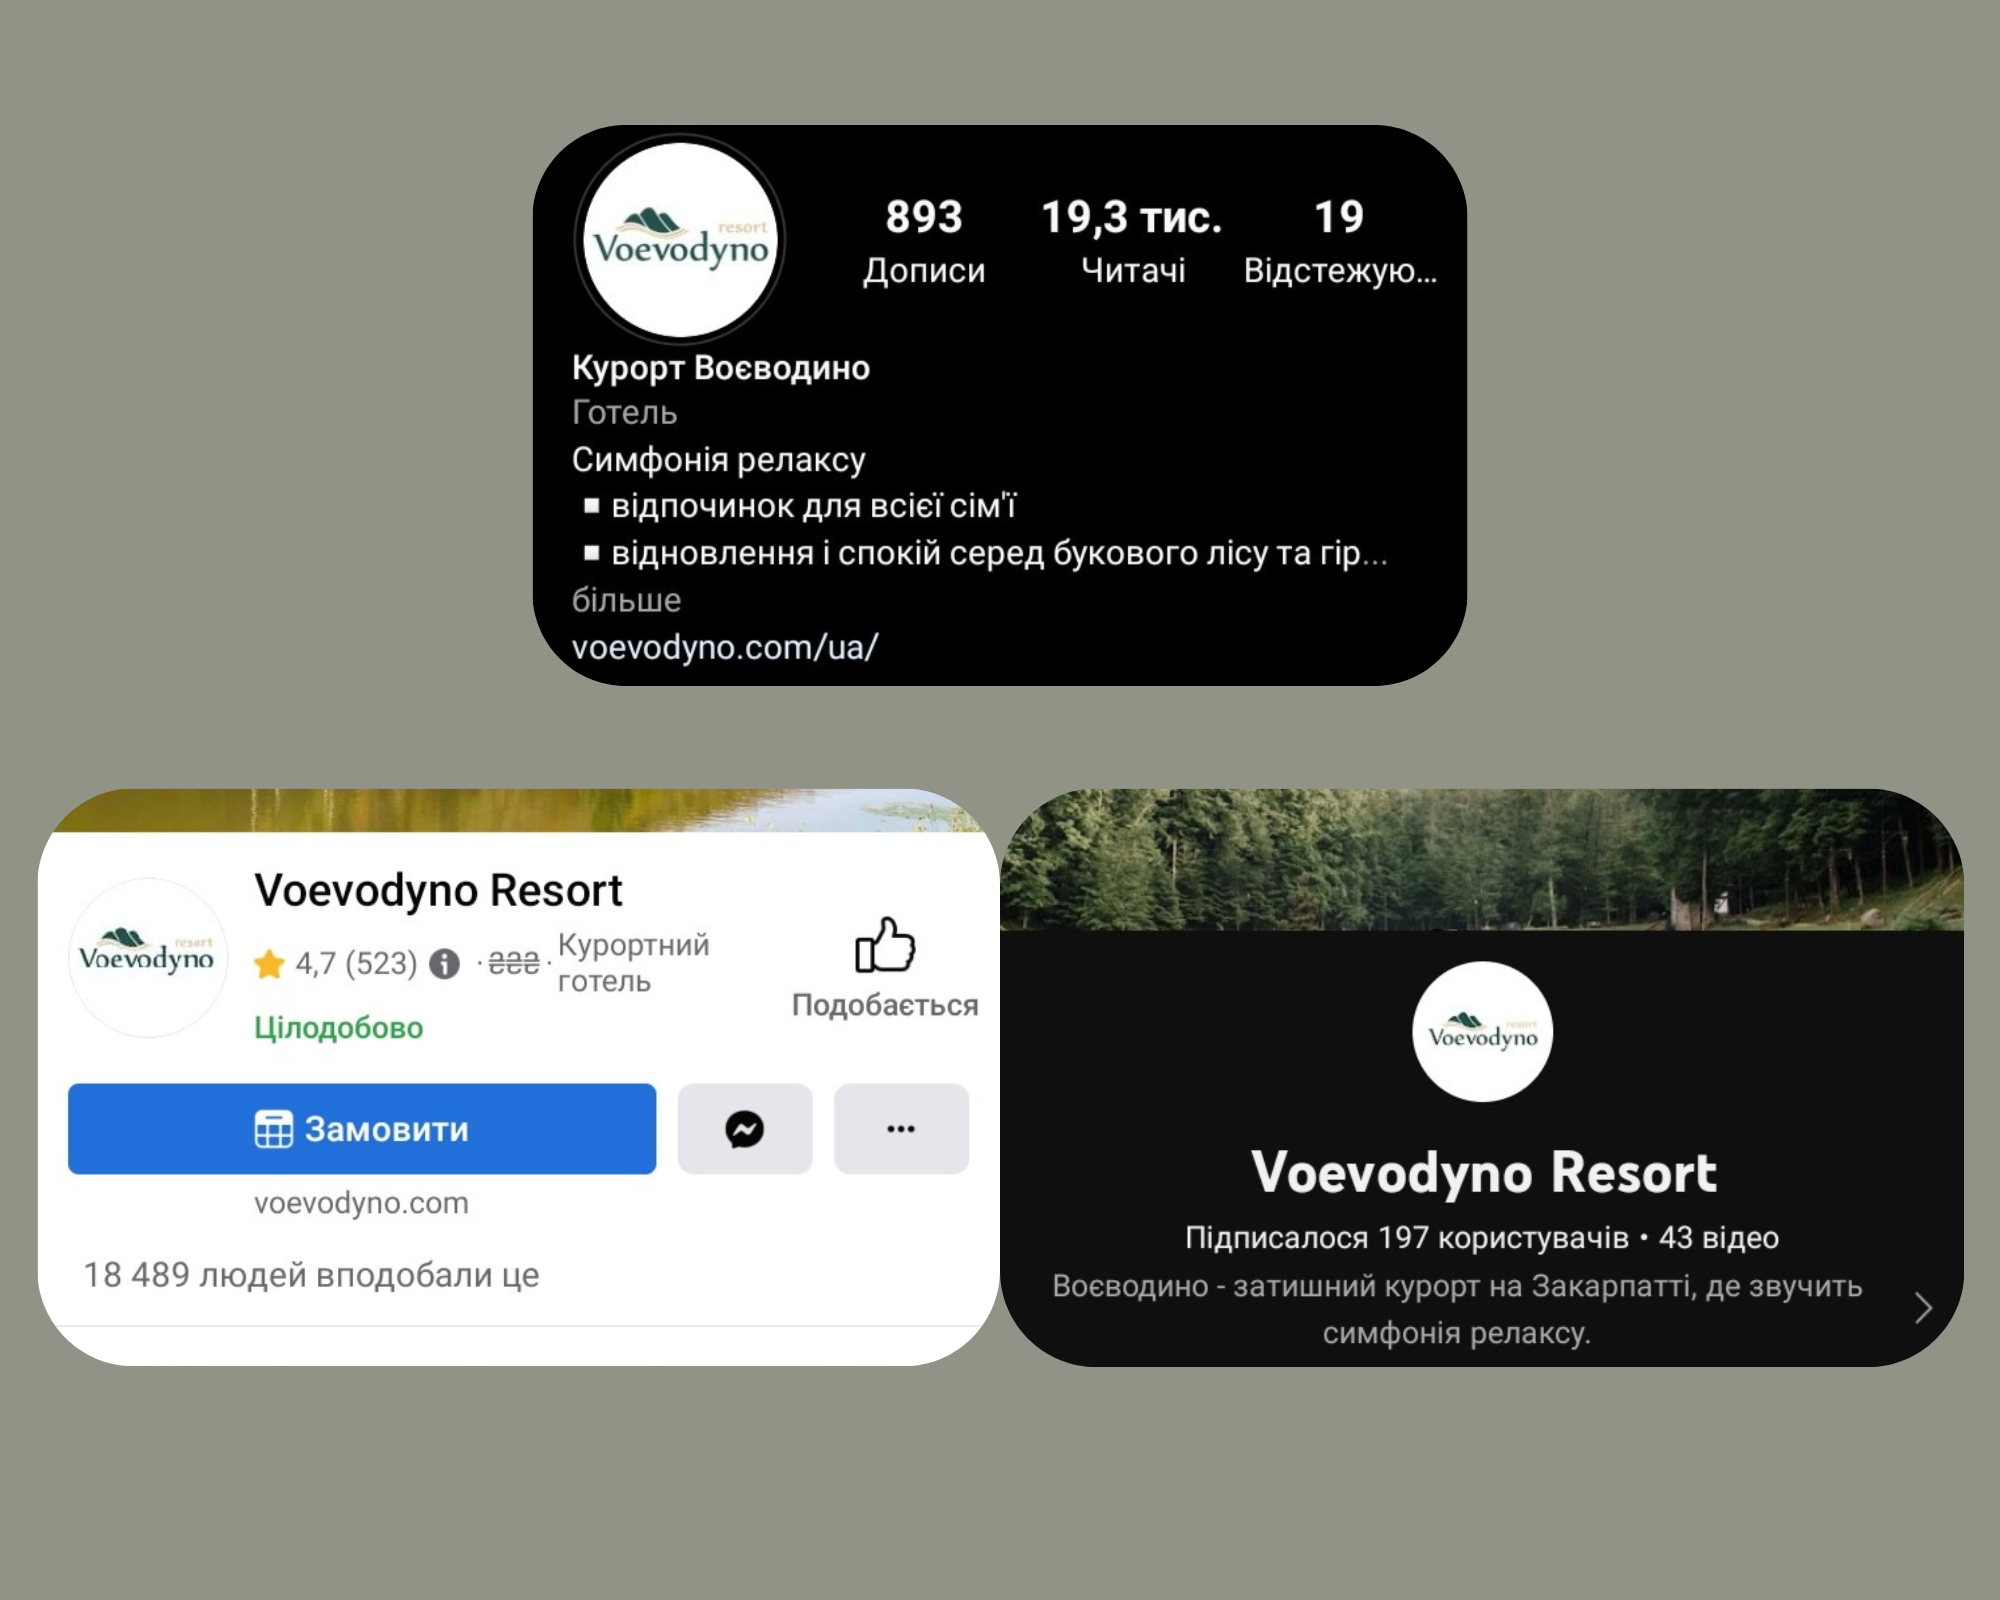 resort
Voevodyno
893
19,3 тис.
19
Дописи
Читачі
Відстежую...
Курорт Воєводино
Готель
Симфонія релаксу
▫️відпочинок для всієї сім'ї
▫️відновлення і спокій серед букового лісу та гір...
більше
voevodyno.com/ua/
resort
Voevodyno
Voevodyno Resort
4,7 (523) · ₴₴₴ · Курортний
готель
Цілодобово
Подобається
Замовити
voevodyno.com
18 489 людей вподобали це
resort
Voevodyno
Voevodyno Resort
Підписалося 197 користувачів • 43 відео
Воєводино - затишний курорт на Закарпатті, де звучить
симфонія релаксу.